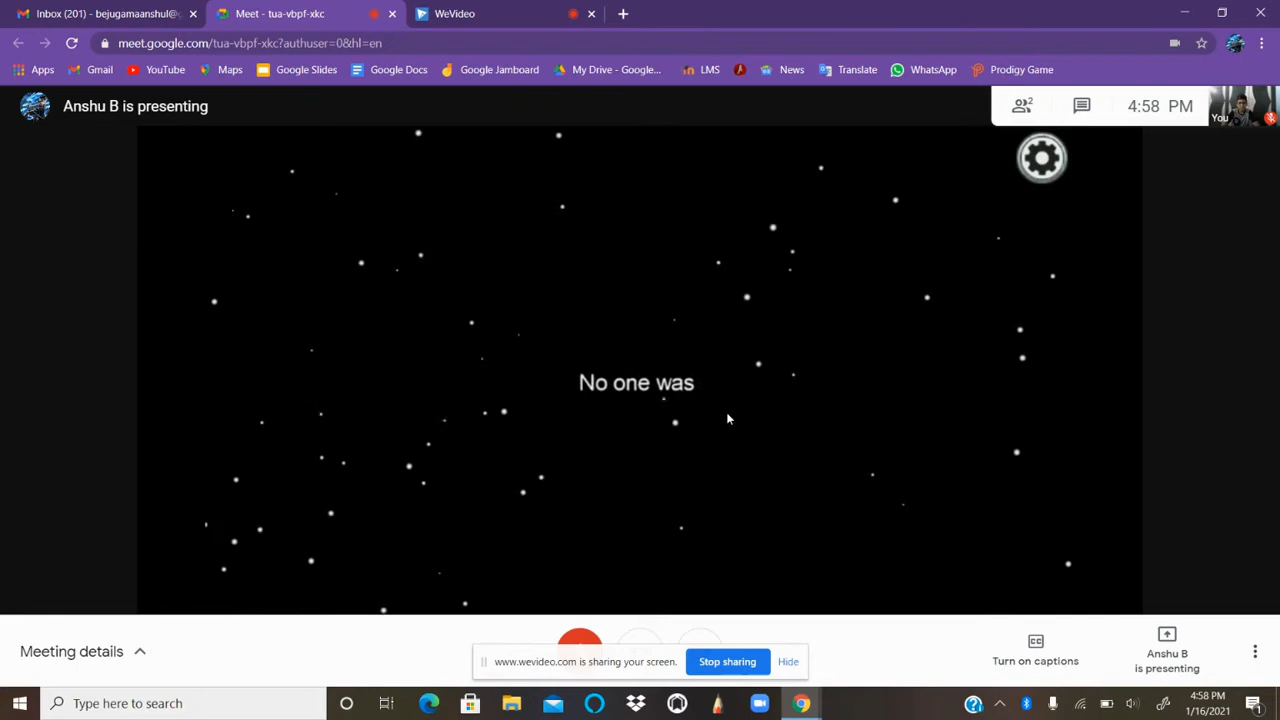 Inbox (201) - bejugamaanshul@g
Meet - tua-vbpf-xkc
WeVideo
meet.google.com/tua-vbpf-xkc?authuser=0&hl=en
Apps
Gmail
YouTube
Maps
Google Slides
Google Docs
Google Jamboard
My Drive - Google...
LMS
News
Translate
WhatsApp
Prodigy Game
Anshu B is presenting
2
4:58 PM
You
No one was
Meeting details
www.wevideo.com is sharing your screen.
Stop sharing
Hide
CC
Turn on captions
Anshu B
is presenting
Type here to search
4:58 PM
1/16/2021
1